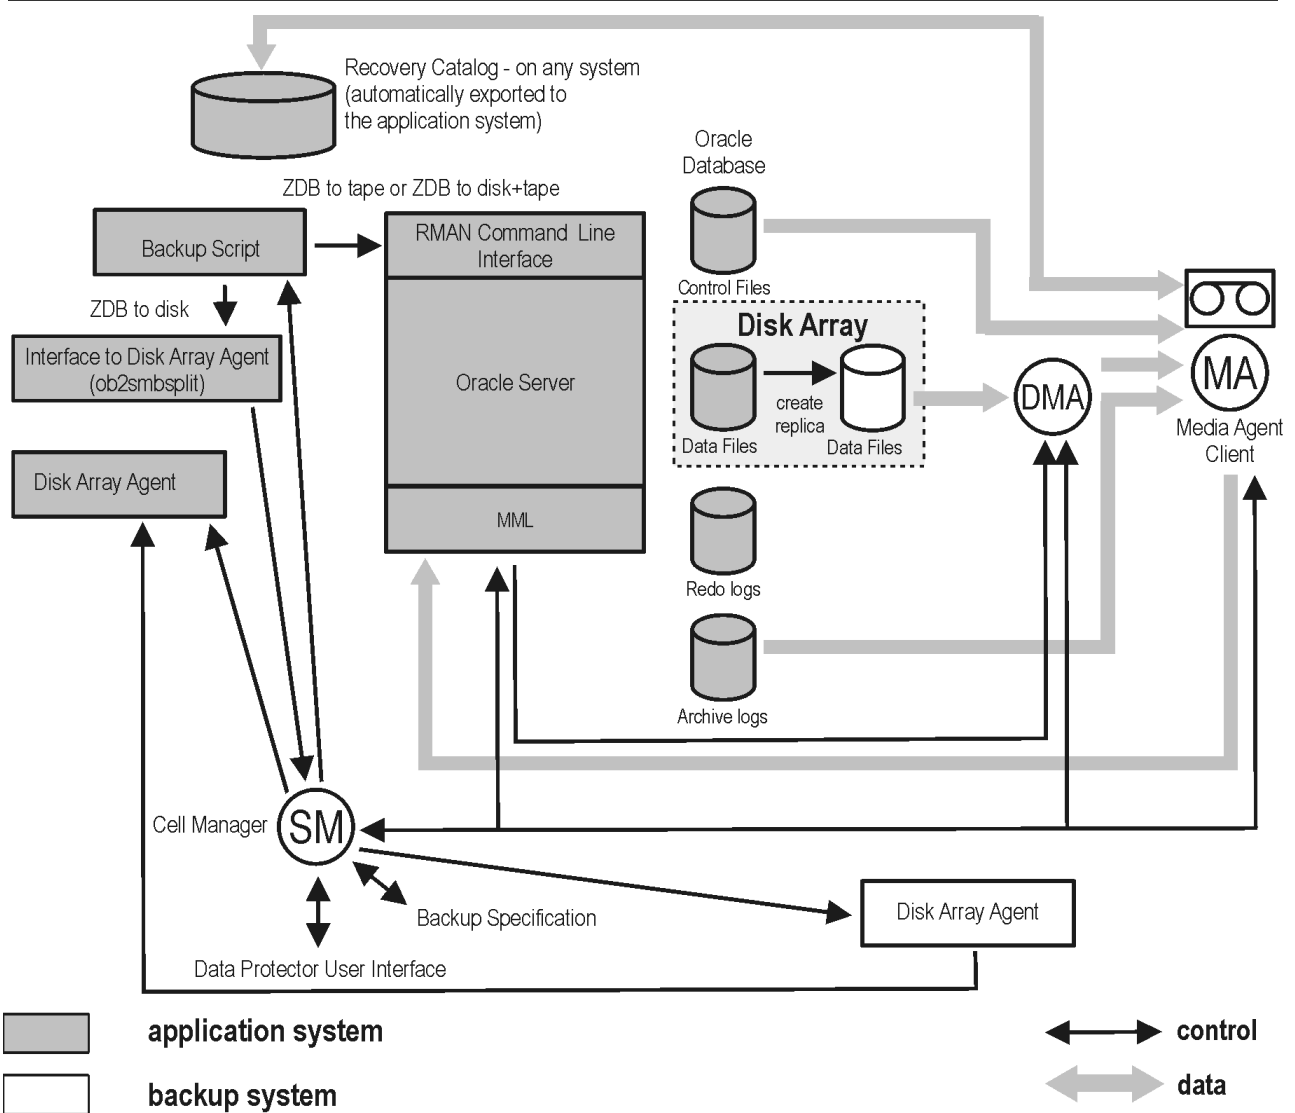 Recovery Catalog - on any system
(automatically exported to
the application system)
Oracle
Database
ZDB to tape or ZDB to disk+tape
Backup Script
RMAN Command Line
Interface
Control Files
ZDB to disk
Disk Array
Interface to Disk Array Agent
(ob2smbsplit)
Oracle Server
create
replica
Data Files
Data Files
DMA
MA
Media Agent
Client
Disk Array Agent
MML
Redo logs
Archive logs
Cell Manager
SM
Backup Specification
Disk Array Agent
Data Protector User Interface
application system
control
backup system
data